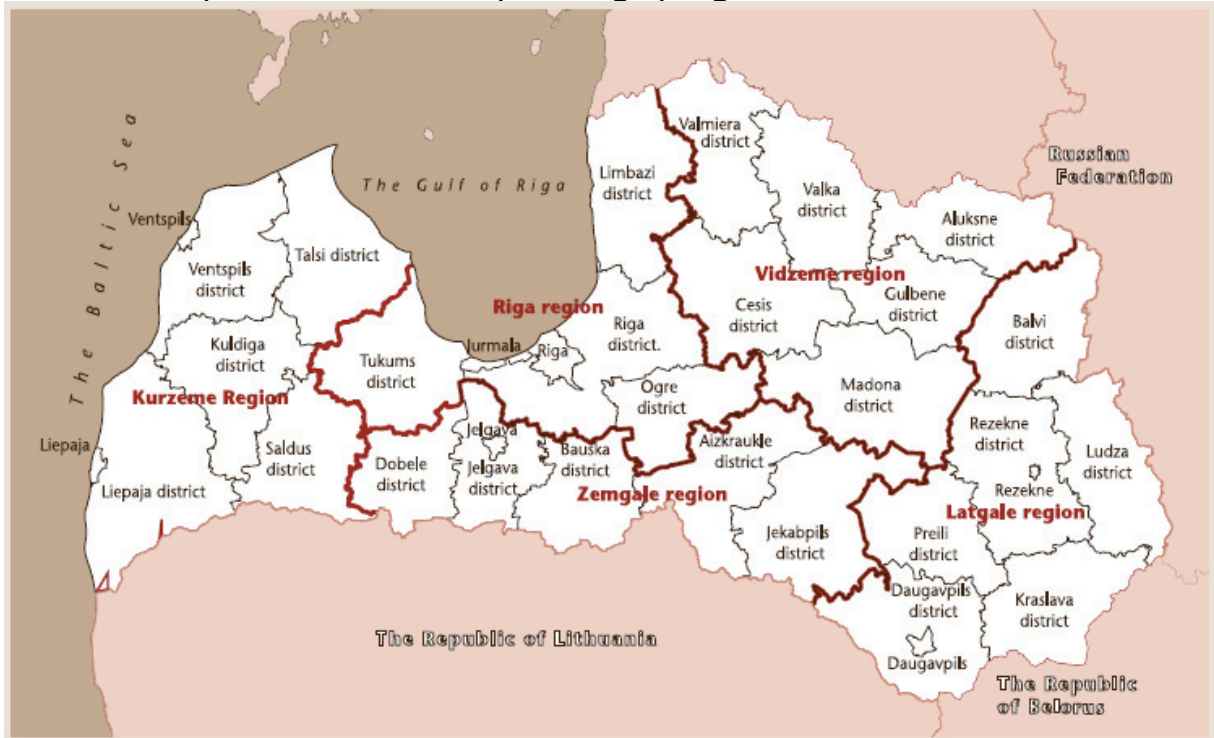 Valmiera
district
Russian
Federation
Limbazi
district
The Gulf of Riga
Valka
district
The Baltic Sea
Ventspils
Aluksne
district
Talsi district
Ventspils
district
Vidzeme region
Gulbene
district
Riga region
Cesis
district
Riga
district.
Balvi
district
Kuldiga
district
Jurmala
Riga
Tukums
district
Ogre
district
Madona
district
Kurzeme Region
Rezekne
district
Jelgava
Aizkraukle
district
Liepaja
Saldus
district
Bauska
district
Ludza
district
Dobele
district
Jelgava
district
Liepaja district
Zemgale region
Rezekne
Latgale region
Jekabpils
district
Preili
district
Daugavpils
district
Kraslava
district
The Republic of Lithuania
Daugavpils
The Republic
of Belorus